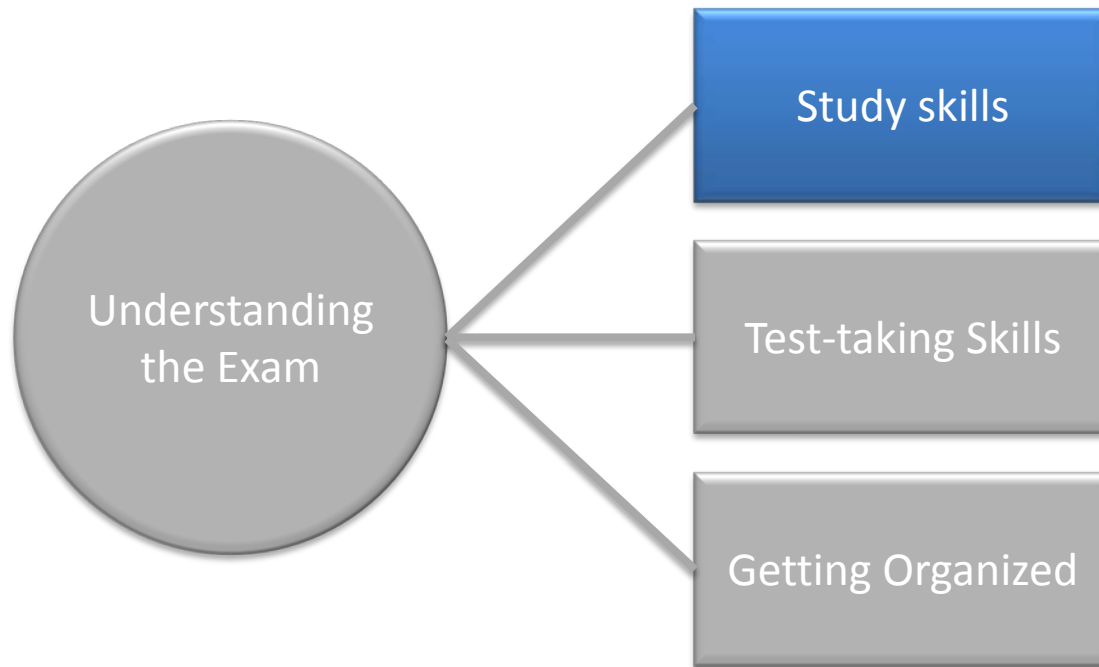 Understanding
the Exam
Study skills
Test-taking Skills
Getting Organized